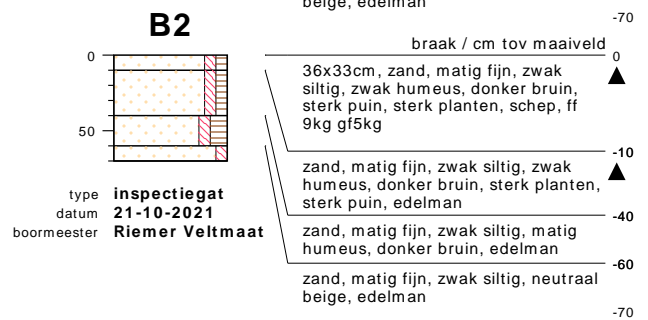 beige, edelman
-70
B2
braak / cm tov maaiveld
0
0
36x33cm, zand, matig fijn, zwak
siltig, zwak humeus, donker bruin,
sterk puin, sterk planten, schep, ff
9kg gf5kg
50
-10
zand, matig fijn, zwak siltig, zwak
humeus, donker bruin, sterk planten,
sterk puin, edelman
-40
type inspectiegat
datum 21-10-2021
boormeester Riemer Veltmaat
zand, matig fijn, zwak siltig, matig
humeus, donker bruin, edelman
-60
zand, matig fijn, zwak siltig, neutraal
beige, edelman
-70